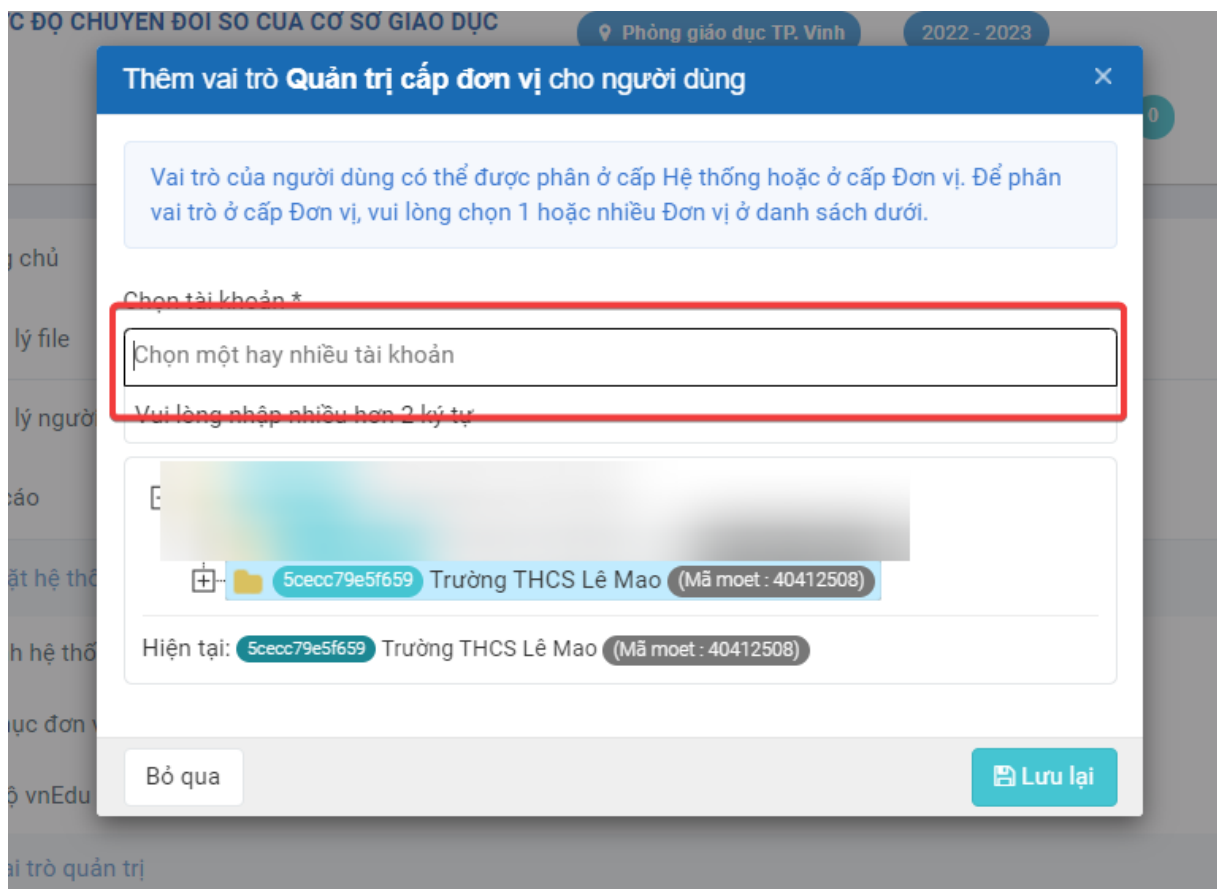 C ĐỘ CHUYỂN ĐỔI SỐ CỦA CƠ SỞ GIÁO DỤC
Phòng giáo dục TP. Vinh
2022 - 2023
Thêm vai trò Quản trị cấp đơn vị cho người dùng
0
Vai trò của người dùng có thể được phân ở cấp Hệ thống hoặc ở cấp Đơn vị. Để phân
vai trò ở cấp Đơn vị, vui lòng chọn 1 hoặc nhiều Đơn vị ở danh sách dưới.
chủ
Chọn tài khoản *
lý file
Chọn một hay nhiều tài khoản
lý ngườ
Vui lòng nhập nhiều hơn 2 ký tự
cáo
ặt hệ thố
5cecc79e5f659 Trường THCS Lê Mao (Mã moet : 40412508)
h hệ thố
Hiện tại: 5cecc79e5f659 Trường THCS Lê Mao (Mã moet : 40412508)
ục đơn v
Bỏ qua
Lưu lại
ộ vnEdu
ai trò quản trị